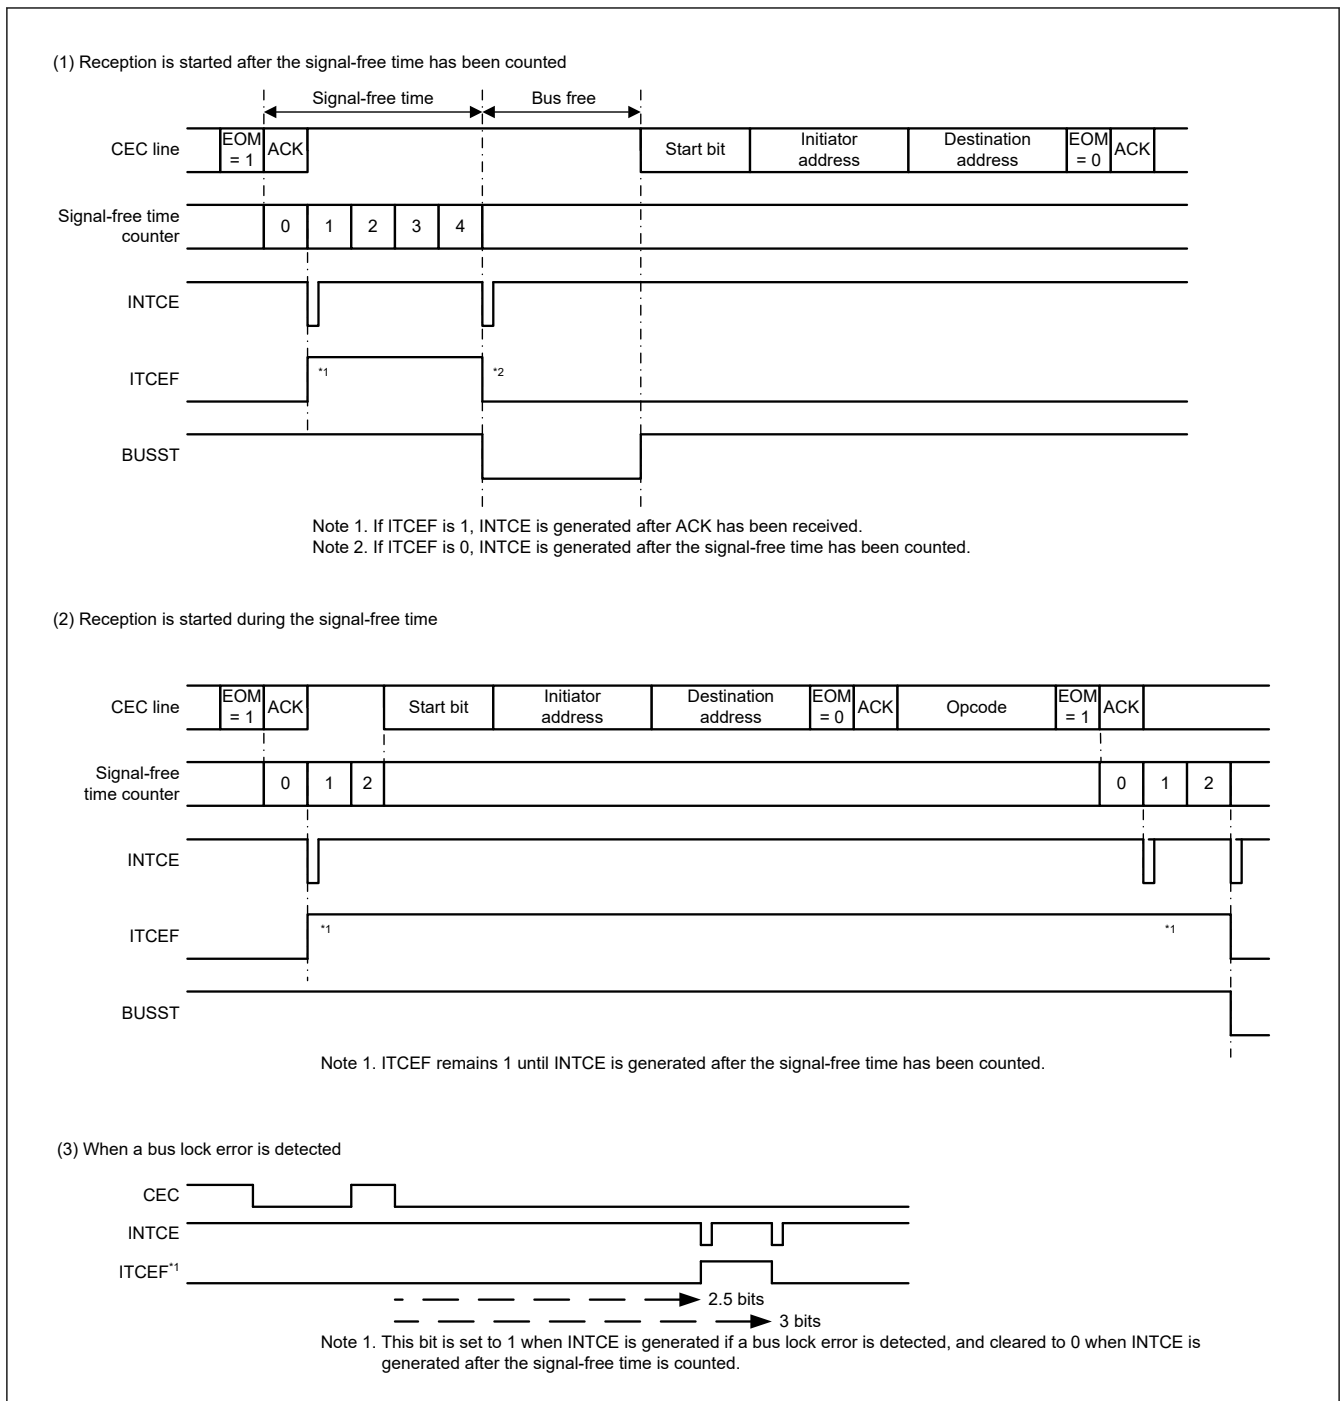 (1) Reception is started after the signal-free time has been counted
Signal-free time
Bus free
CEC line
EOM
= 1
ACK
Start bit
Initiator
address
Destination
address
EOM
= 0
ACK
Signal-free time
counter
0
1
2
3
4
INTCE
ITCEF
*1
*2
BUSST
Note 1. If ITCEF is 1, INTCE is generated after ACK has been received.
Note 2. If ITCEF is 0, INTCE is generated after the signal-free time has been counted.
(2) Reception is started during the signal-free time
CEC line
EOM
= 1
ACK
Start bit
Initiator
address
Destination
address
EOM
= 0
ACK
Opcode
EOM
= 1
ACK
Signal-free
time counter
0
1
2
0
1
2
INTCE
ITCEF
*1
*1
BUSST
Note 1. ITCEF remains 1 until INTCE is generated after the signal-free time has been counted.
(3) When a bus lock error is detected
CEC
INTCE
ITCEF*1
2.5 bits
3 bits
Note 1. This bit is set to 1 when INTCE is generated if a bus lock error is detected, and cleared to 0 when INTCE is
generated after the signal-free time is counted.